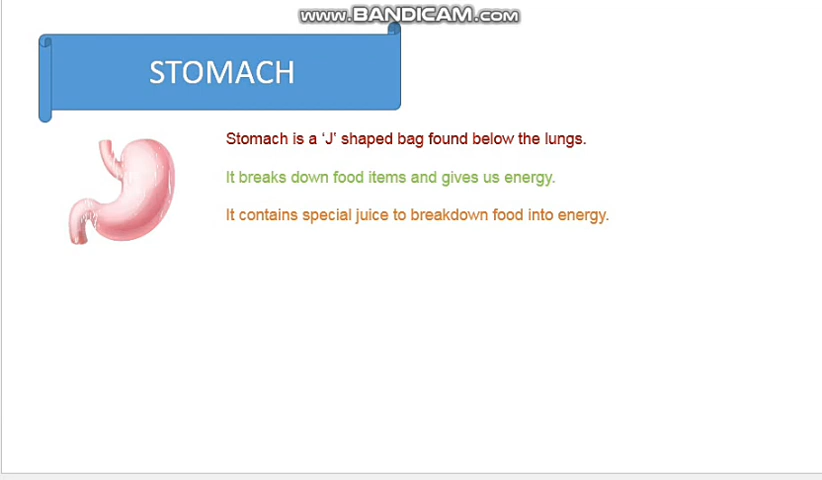 www.BANDICAM.com
STOMACH
Stomach is a ‘J’ shaped bag found below the lungs.
It breaks down food items and gives us energy.
It contains special juice to breakdown food into energy.